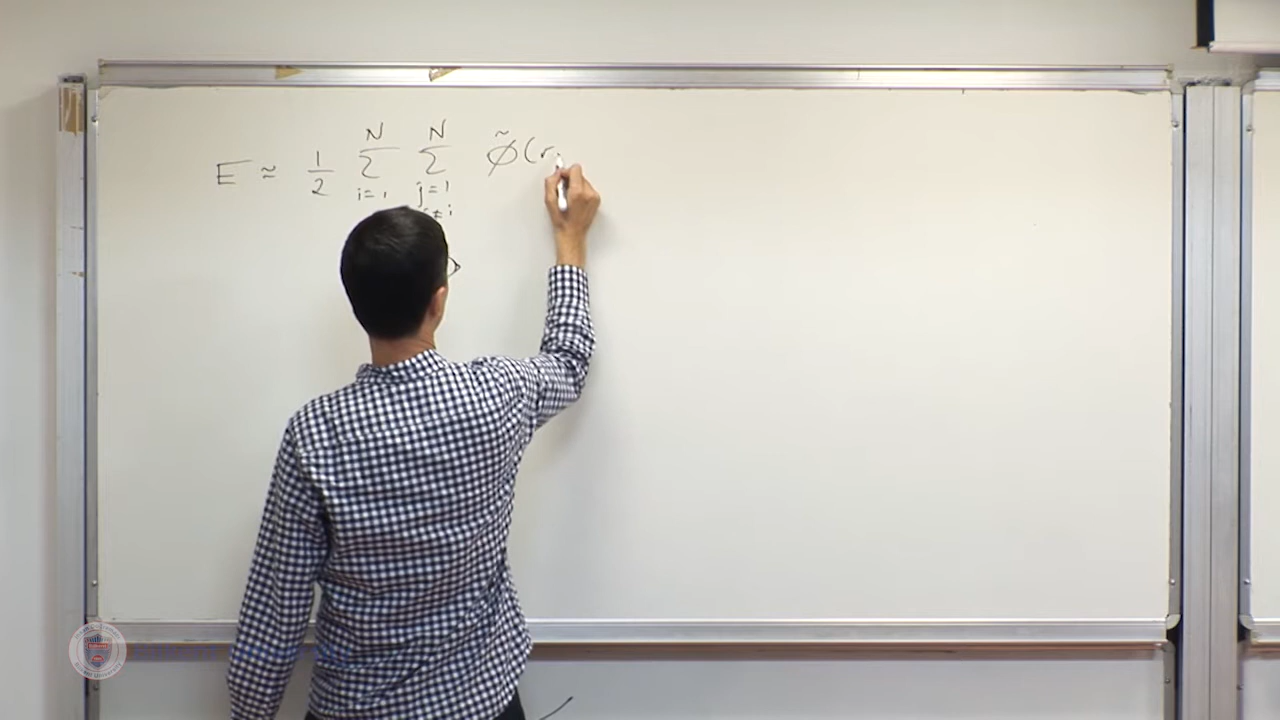 E ≈ 1/2 Σ_{i=1}^{N} Σ_{j=1}^{N} φ̃(r
≠ i